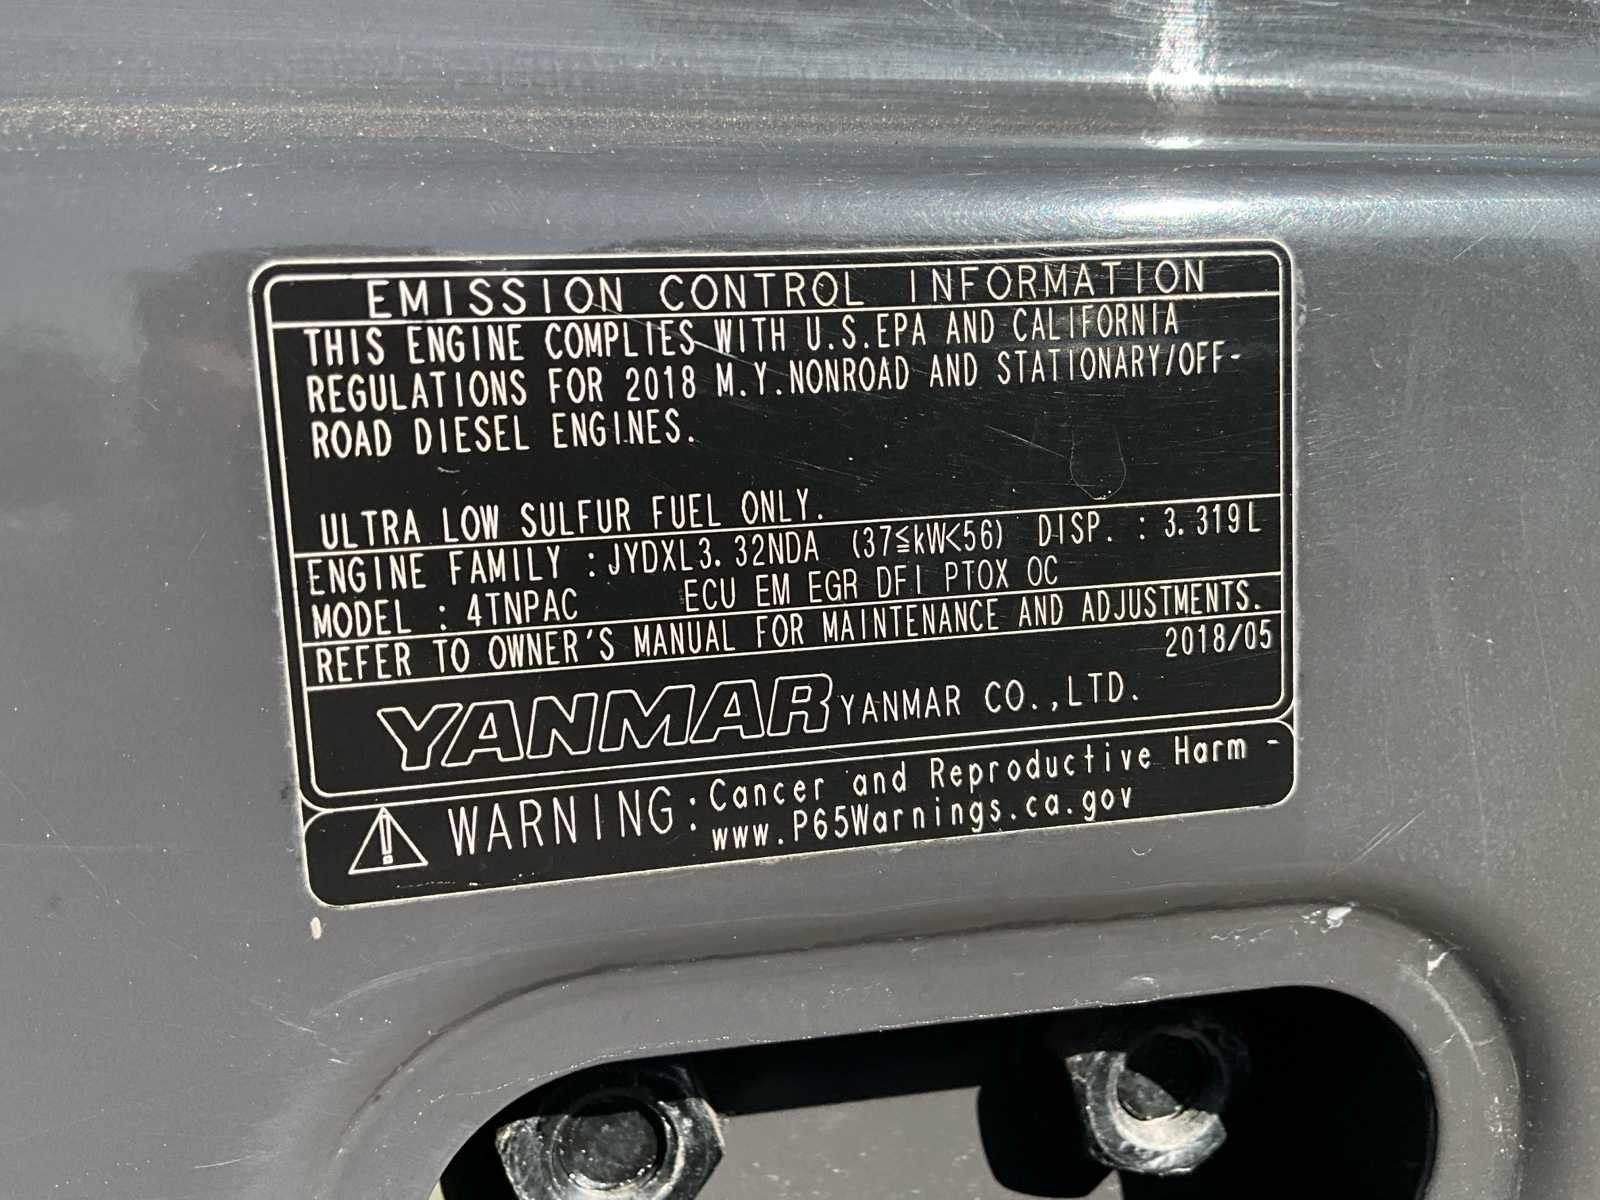 EMISSION CONTROL INFORMATION
THIS ENGINE COMPLIES WITH U.S.EPA AND CALIFORNIA
REGULATIONS FOR 2018 M.Y.NONROAD AND STATIONARY/OFF-
ROAD DIESEL ENGINES.
ULTRA LOW SULFUR FUEL ONLY.
ENGINE FAMILY :JYDXL3.32NDA (37≦kW<56) DISP. : 3.319L
MODEL : 4TNPAC ECU EM EGR DFI PTOX OC
REFER TO OWNER'S MANUAL FOR MAINTENANCE AND ADJUSTMENTS.
2018/05
YANMAR YANMAR CO.,LTD.
WARNING:Cancer and Reproductive Harm -
www.P65Warnings.ca.gov